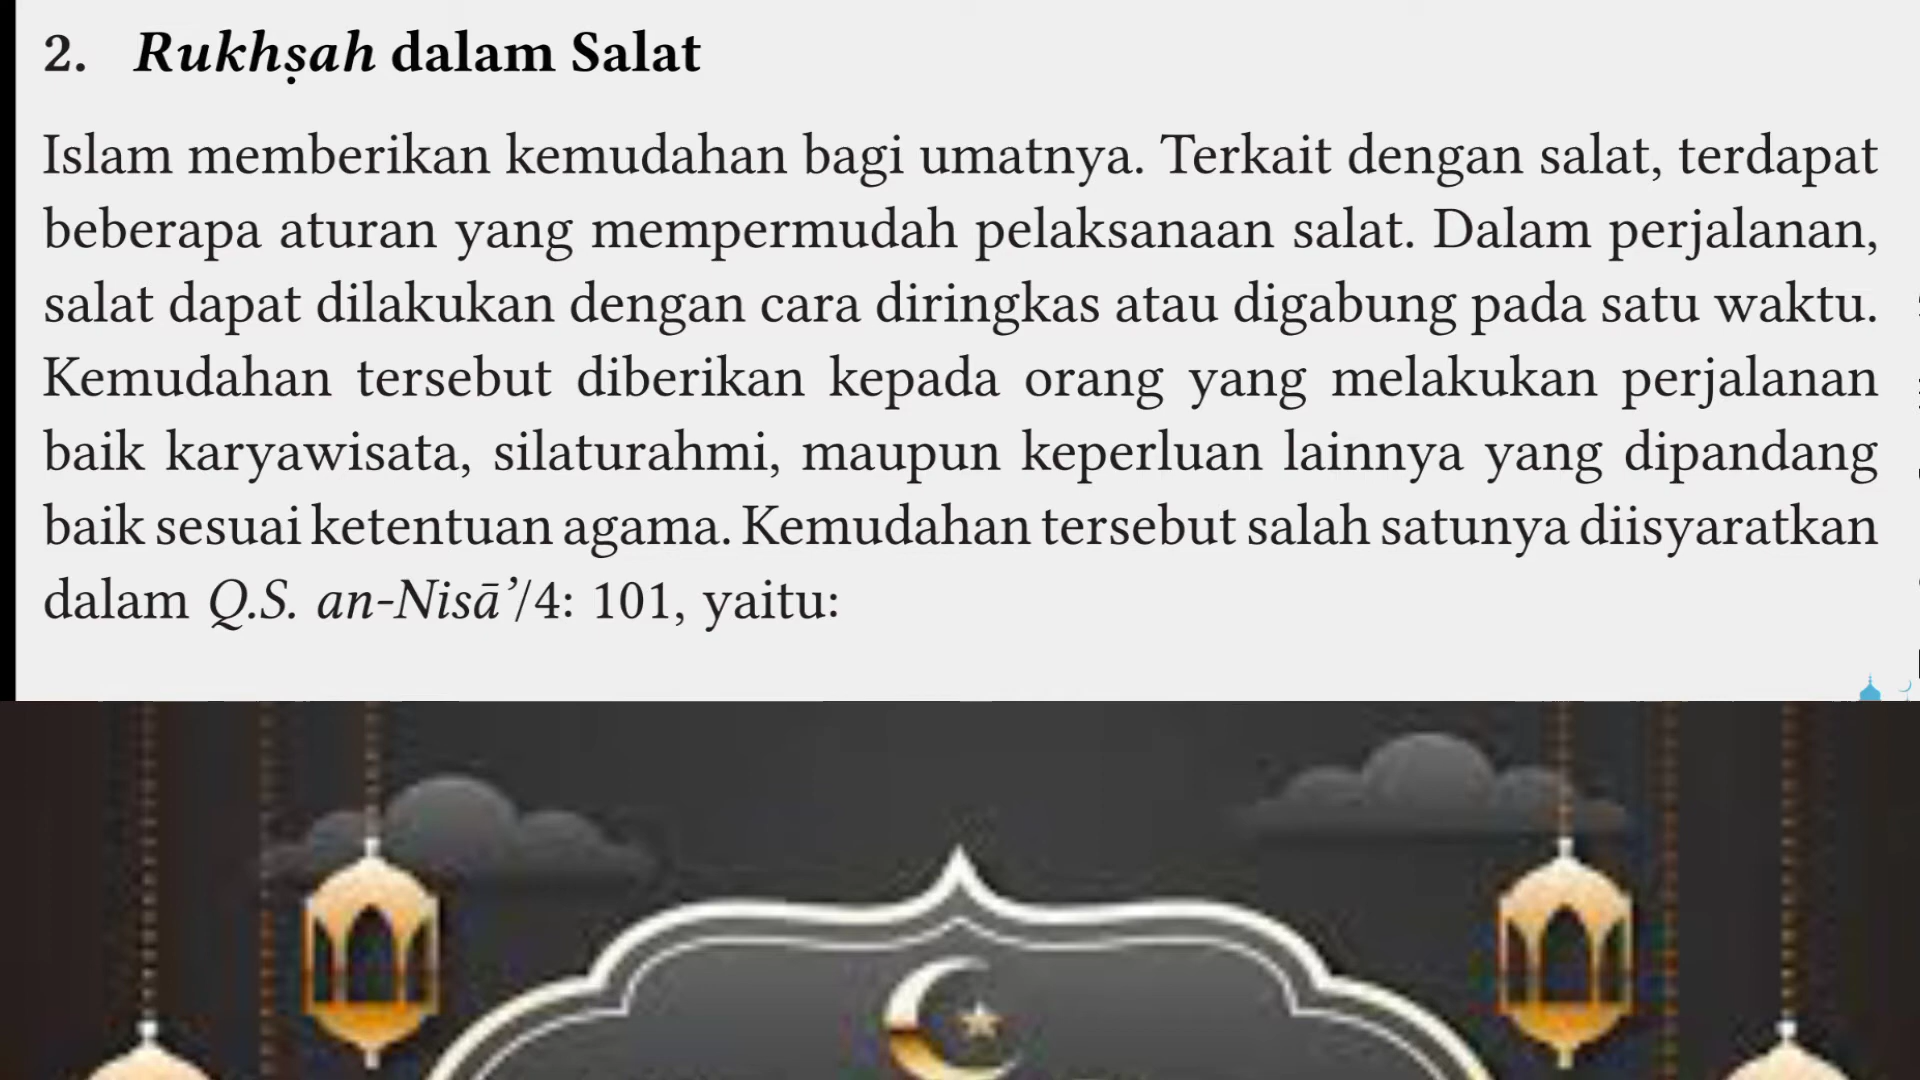 2. Rukhṣah dalam Salat
Islam memberikan kemudahan bagi umatnya. Terkait dengan salat, terdapat
beberapa aturan yang mempermudah pelaksanaan salat. Dalam perjalanan,
salat dapat dilakukan dengan cara diringkas atau digabung pada satu waktu.
Kemudahan tersebut diberikan kepada orang yang melakukan perjalanan
baik karyawisata, silaturahmi, maupun keperluan lainnya yang dipandang
baik sesuai ketentuan agama. Kemudahan tersebut salah satunya diisyaratkan
dalam Q.S. an-Nisā’/4: 101, yaitu: